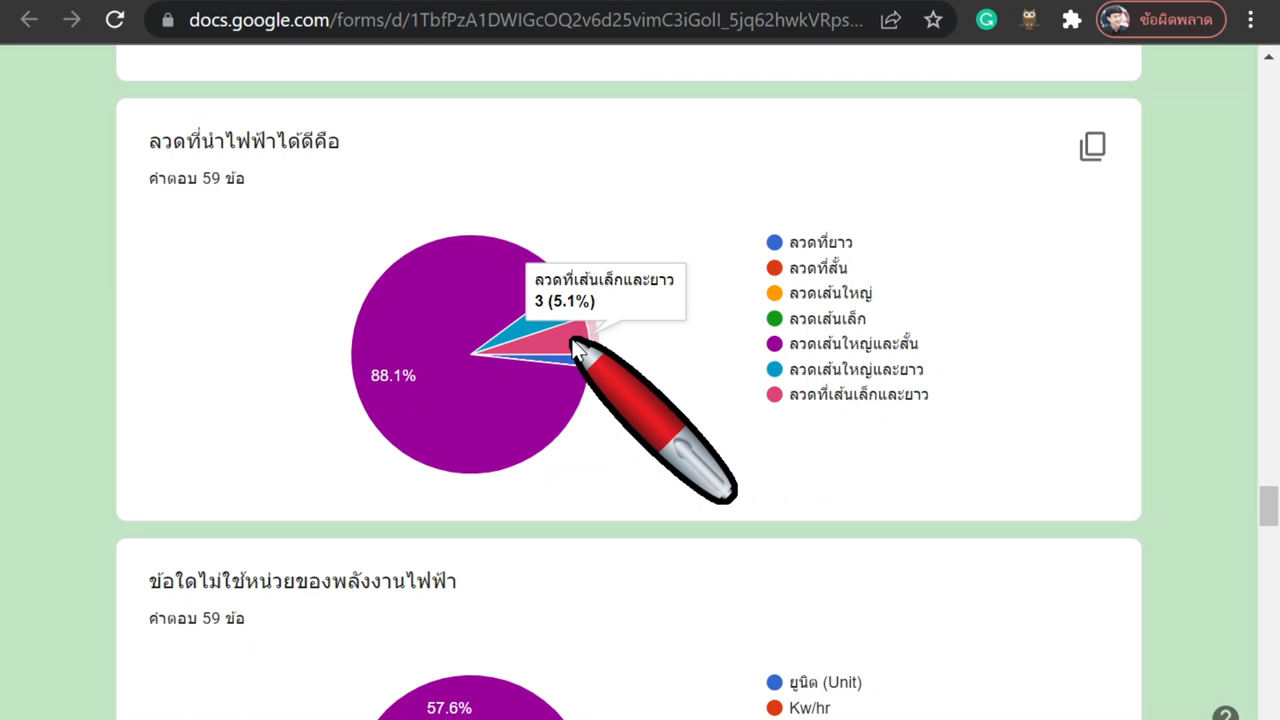 docs.google.com/forms/d/1TbfPzA1DWIGcOQ2v6d25vimC3iGolI_5jq62hwkVRps...
ข้อผิดพลาด
ลวดที่นำไฟฟ้าได้ดีคือ
คำตอบ 59 ข้อ
ลวดที่เส้นเล็กและยาว
3 (5.1%)
88.1%
ลวดที่ยาว
ลวดที่สั้น
ลวดเส้นใหญ่
ลวดเส้นเล็ก
ลวดเส้นใหญ่และสั้น
ลวดเส้นใหญ่และยาว
ลวดที่เส้นเล็กและยาว
ข้อใดไม่ใช้หน่วยของพลังงานไฟฟ้า
คำตอบ 59 ข้อ
57.6%
ยูนิต (Unit)
Kw/hr